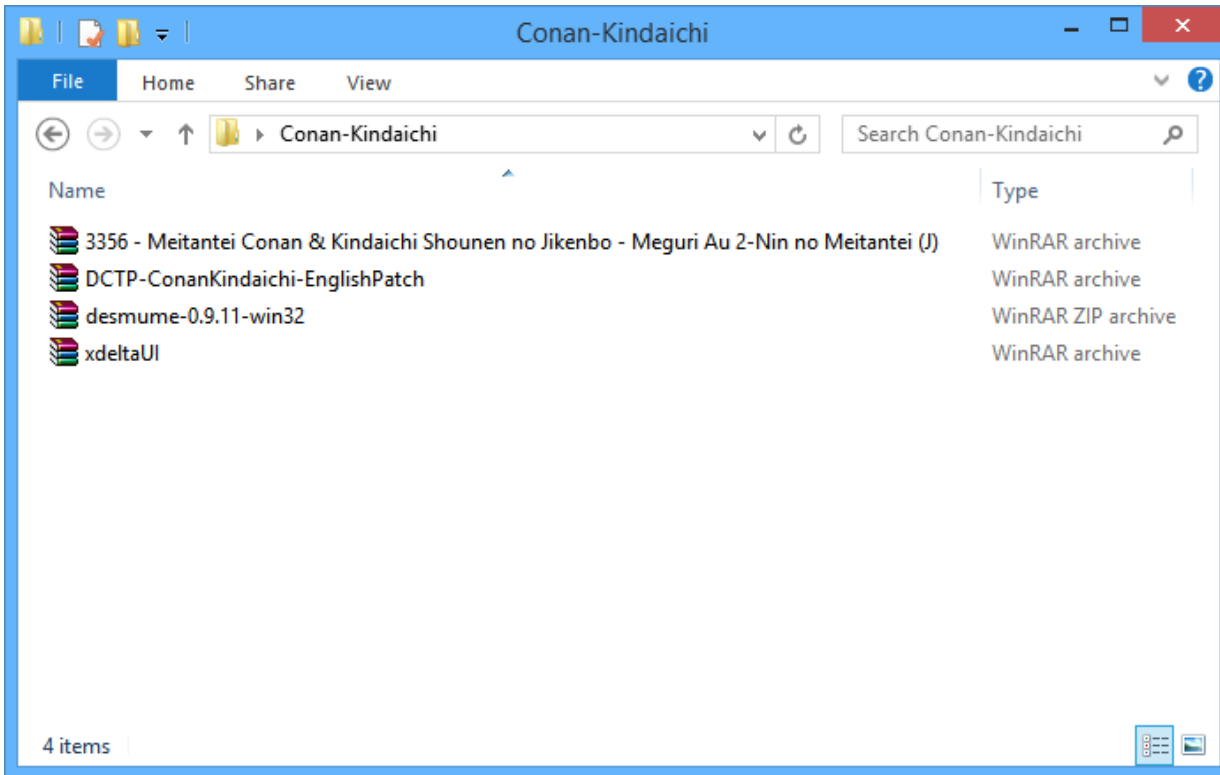 Conan-Kindaichi
File Home Share View
Conan-Kindaichi Search Conan-Kindaichi
Name Type
3356 - Meitantei Conan & Kindaichi Shounen no Jikenbo - Meguri Au 2-Nin no Meitantei (J) WinRAR archive
DCTP-ConanKindaichi-EnglishPatch WinRAR archive
desmume-0.9.11-win32 WinRAR ZIP archive
xdeltaUI WinRAR archive
4 items